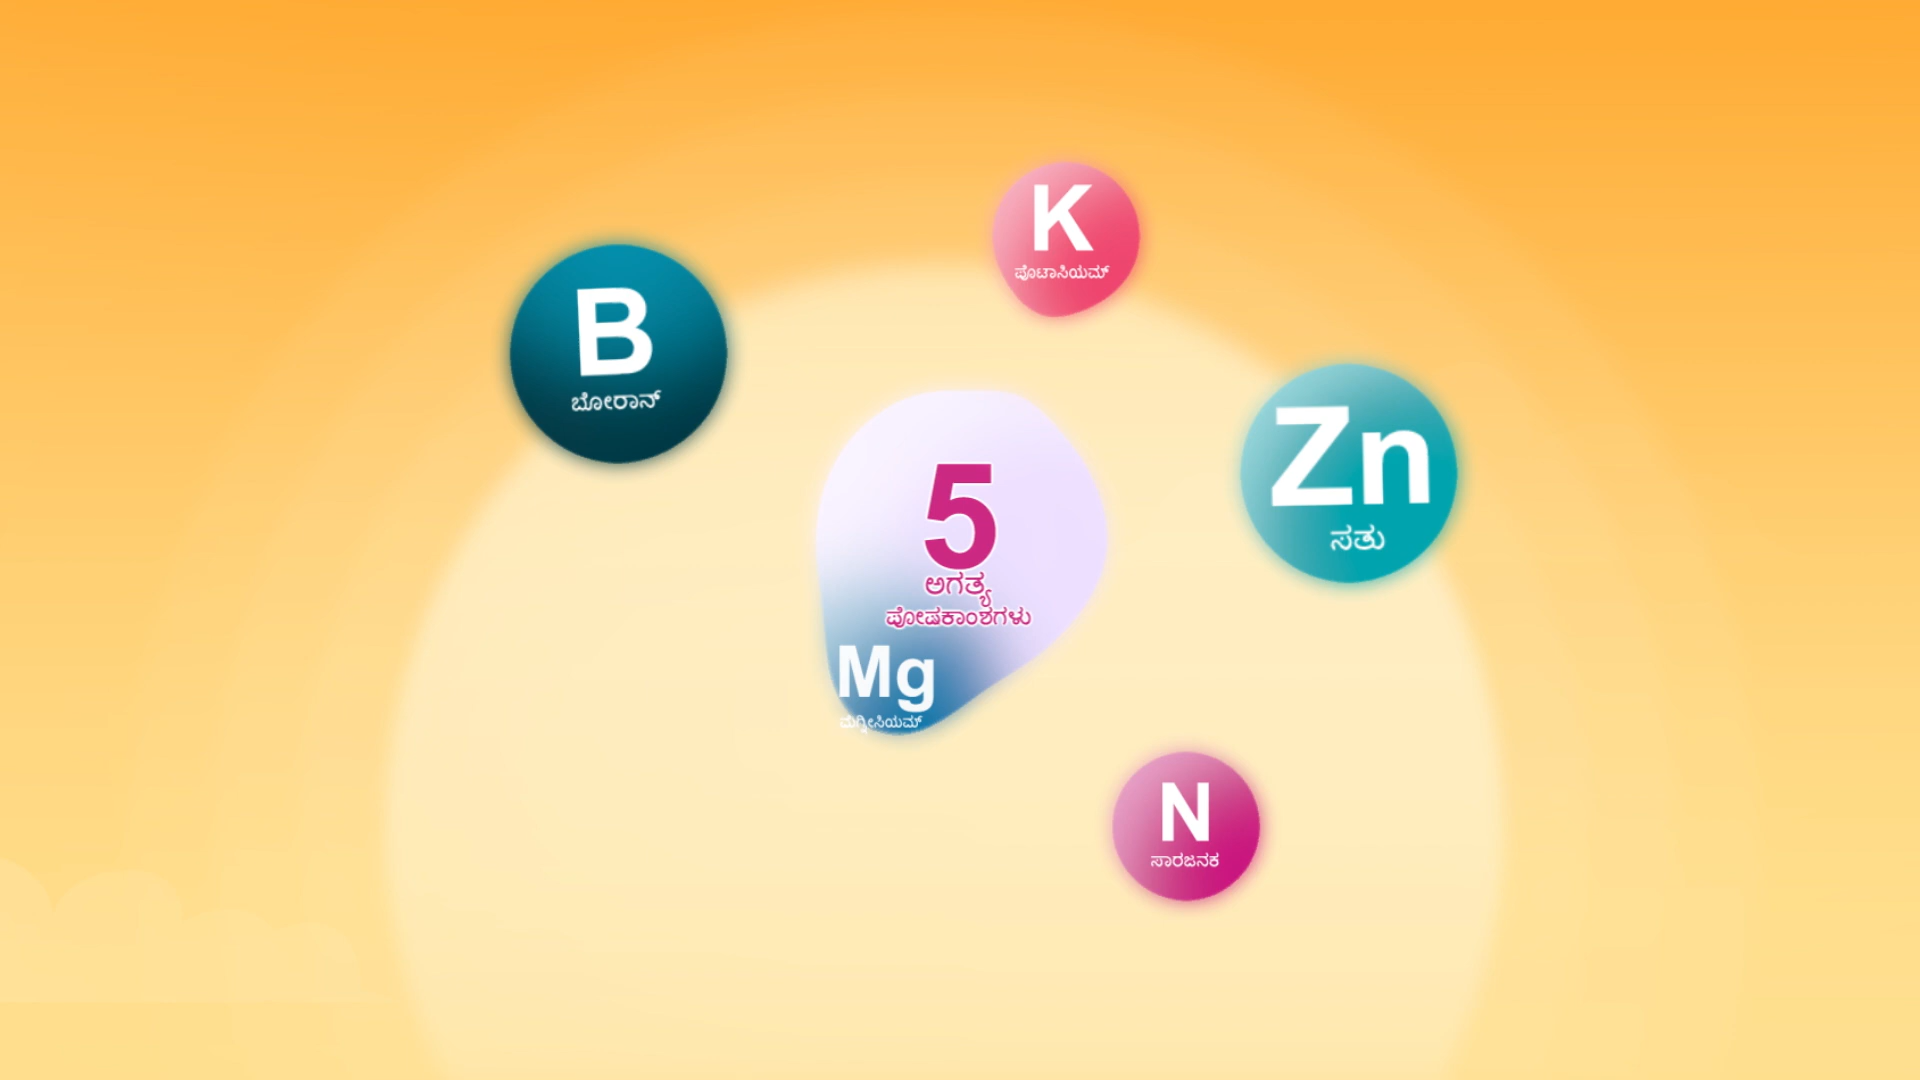 K
ಪೊಟಾಸಿಯಮ್
B
ಬೋರಾನ್
Zn
ಸತು
5
ಅಗತ್ಯ
ಪೋಷಕಾಂಶಗಳು
Mg
ಮೆಗ್ನೀಸಿಯಮ್
N
ಸಾರಜನಕ